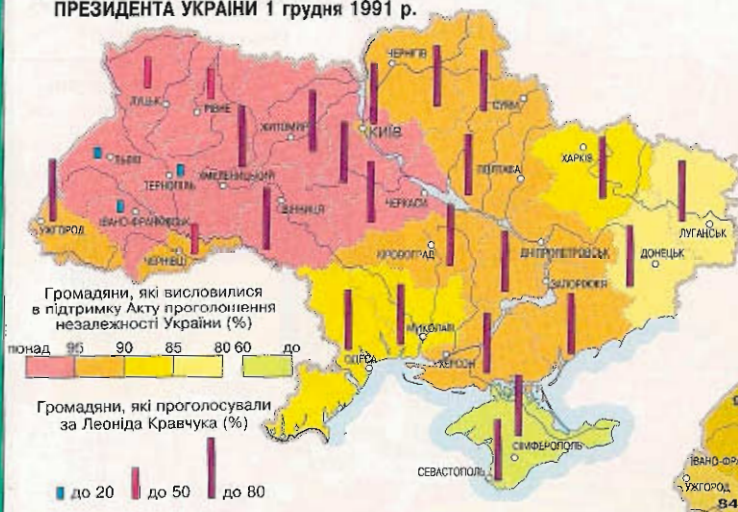 ПРЕЗИДЕНТА УКРАЇНИ 1 грудня 1991 р.
ЧЕРНІГІВ
ЛУЦЬК
РІВНЕ
СУМИ
ЖИТОМИР
КИЇВ
ХАРКІВ
ЛЬВІВ
ПОЛТАВА
ТЕРНОПІЛЬ
ХМЕЛЬНИЦЬКИЙ
ЧЕРКАСИ
ВІННИЦЯ
ІВАНО-ФРАНКІВСЬК
УЖГОРОД
ЛУГАНСЬК
ЧЕРНІВЦІ
КІРОВОГРАД
ДНІПРОПЕТРОВСЬК
ДОНЕЦЬК
ЗАПОРІЖЖЯ
Громадяни, які висловилися
в підтримку Акту проголошення
незалежності України (%)
МИКОЛАЇВ
понад 95 90 85 80 60 до
ОДЕСА
ХЕРСОН
Громадяни, які проголосували
за Леоніда Кравчука (%)
СІМФЕРОПОЛЬ
СЕВАСТОПОЛЬ
до 20 до 50 до 80
ІВАНО-ФРА
УЖГОРОД
84